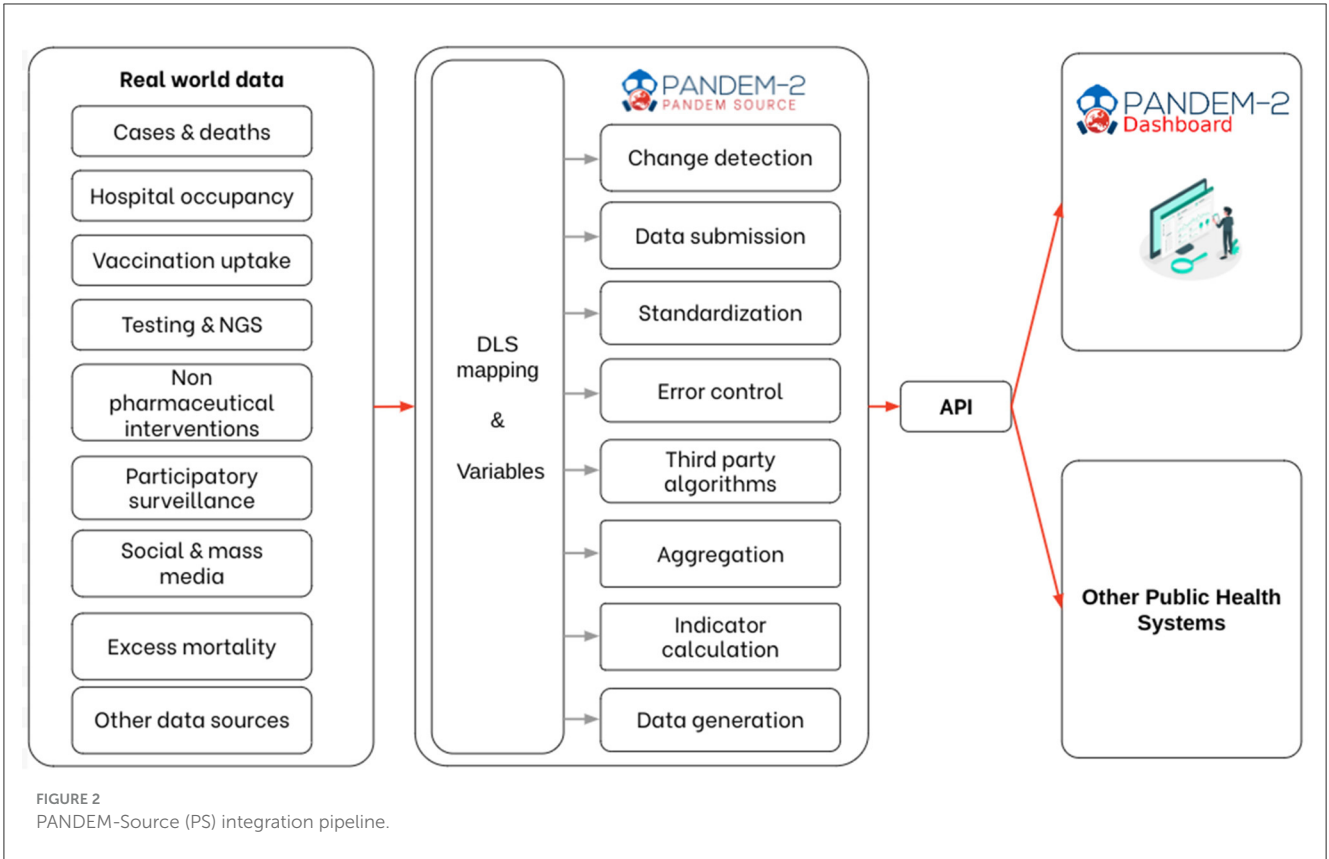 Real world data
Cases & deaths
Hospital occupancy
Vaccination uptake
Testing & NGS
Non
pharmaceutical
interventions
Participatory
surveillance
Social & mass
media
Excess mortality
Other data sources
DLS
mapping
&
Variables
PANDEM-2
PANDEM SOURCE
Change detection
Data submission
Standardization
Error control
Third party
algorithms
Aggregation
Indicator
calculation
Data generation
API
PANDEM-2
Dashboard
Other Public Health
Systems
FIGURE 2
PANDEM-Source (PS) integration pipeline.